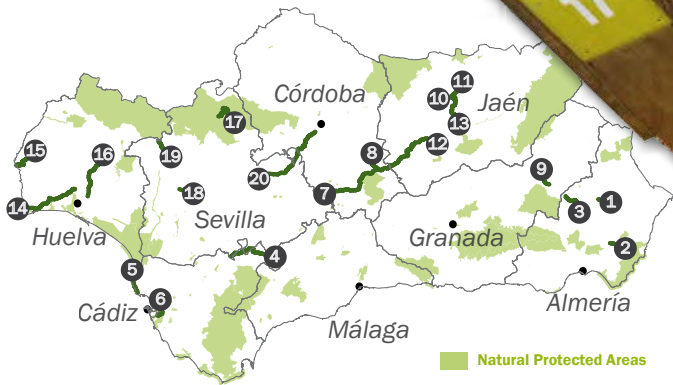 17
Córdoba
11
10
Jaén
17
13
15
16
19
8
12
9
20
18
7
1
3
14
Sevilla
Huelva
Granada
2
4
5
6
Cádiz
Almería
Málaga
Natural Protected Areas